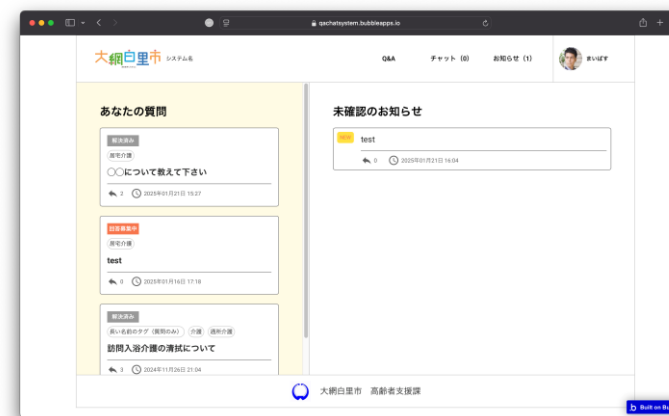 qachatsystem.bubbleapps.io
大網白里市 システム名
Q&A
チャット (0)
お知らせ (1)
まいぱす
あなたの質問
解決済み
居宅介護
○○について教えて下さい
2 2025年01月21日 15:27
回答募集中
居宅介護
test
0 2025年01月16日 17:18
解決済み
長い名前のタグ（質問のみ） 介護 通所介護
訪問入浴介護の清拭について
3 2024年11月26日 21:04
未確認のお知らせ
NEW
test
0 2025年01月21日 16:04
大網白里市 高齢者支援課
b Built on Bu